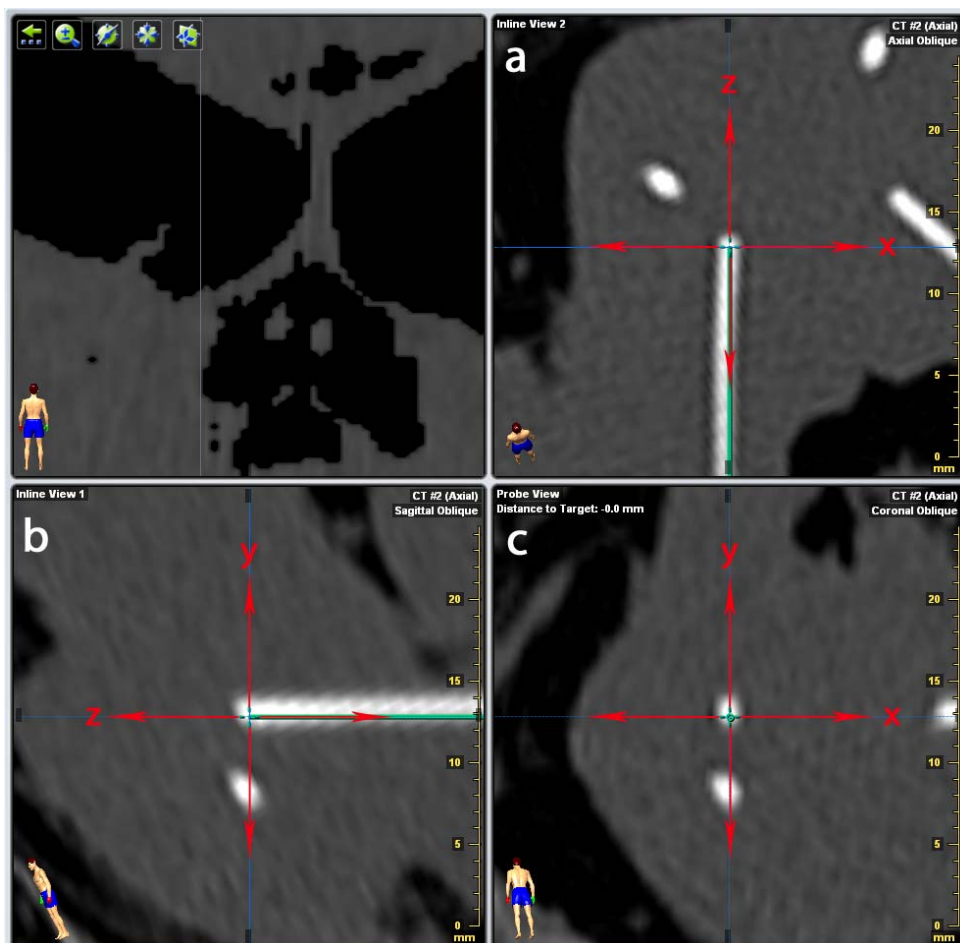 Inline View 2
CT #2 (Axial)
Axial Oblique
a
z
x
20
15
10
5
0
mm
Inline View 1
CT #2 (Axial)
Sagittal Oblique
b
y
z
20
15
10
5
0
mm
Probe View
CT #2 (Axial)
Distance to Target: -0.0 mm
Coronal Oblique
c
y
x
20
15
10
5
0
mm